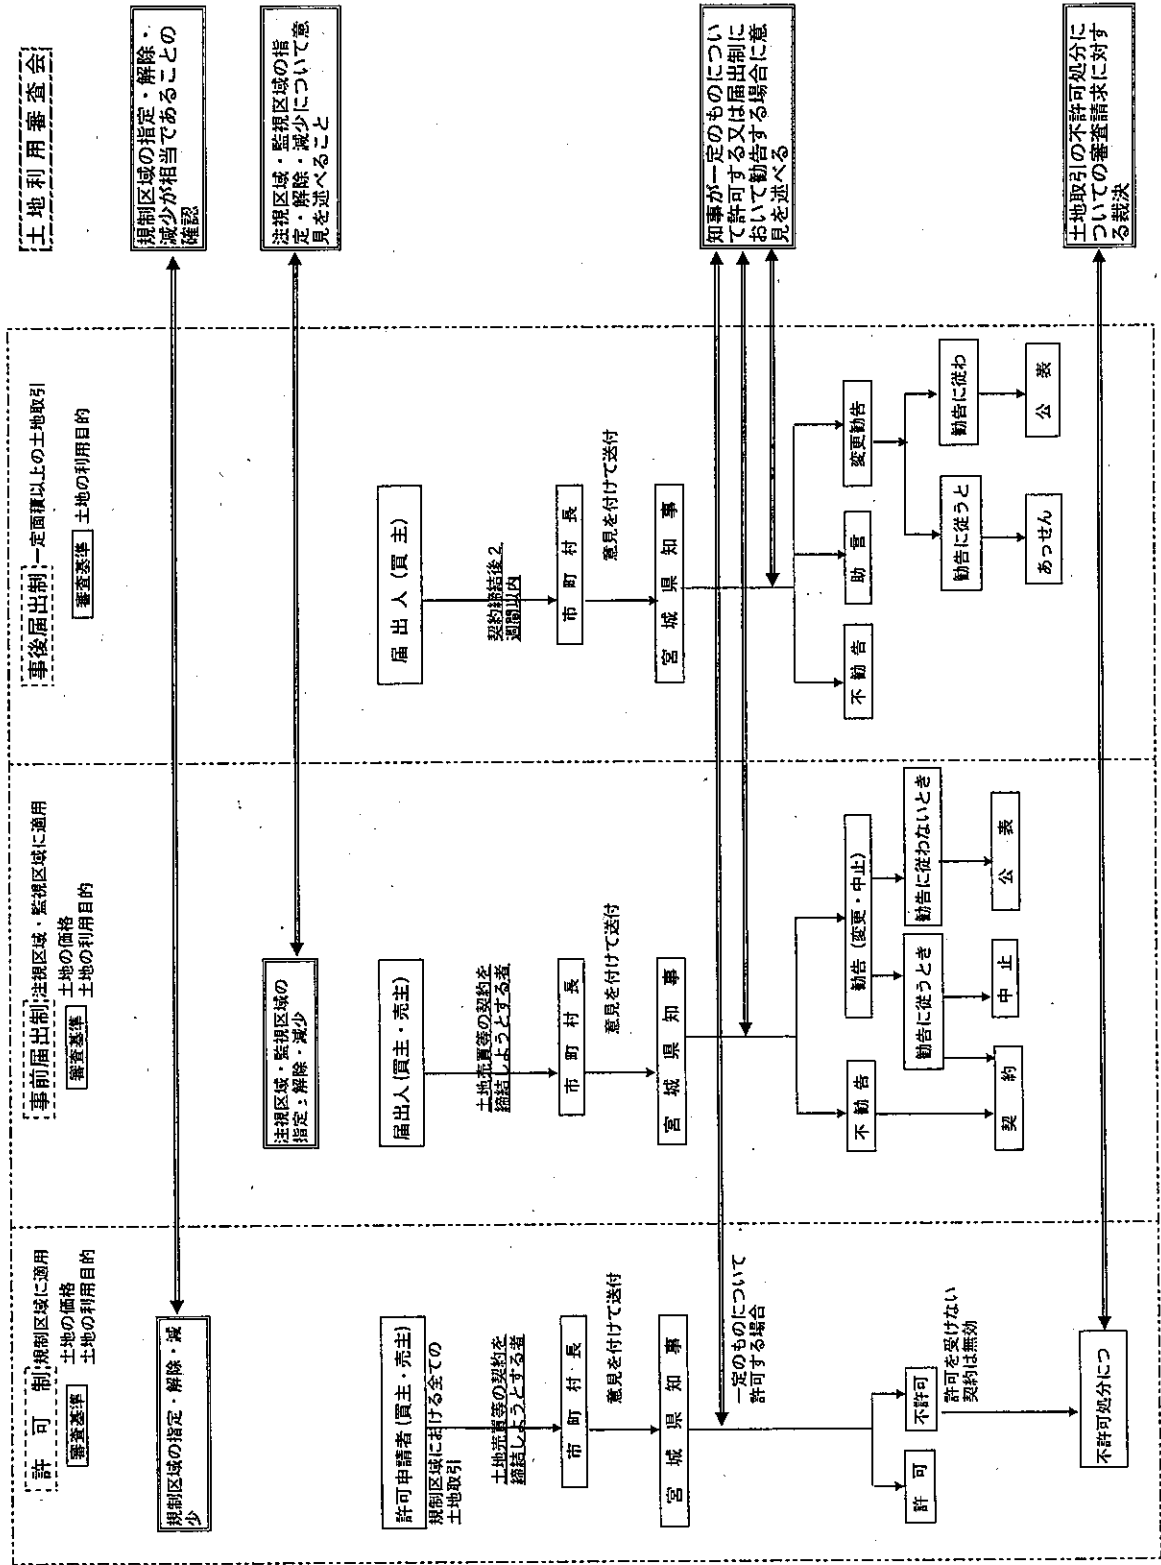 許可制 規制区域に適用
審査基準 土地の価格
土地の利用目的
規制区域の指定・解除・減
少
許可申請者(買主・売主)
規制区域における全ての
土地取引
土地売買等の契約を
締結しようとする者
市町村長
意見を付けて送付
宮城県知事
一定のものについて
許可する場合
許可
不許可
許可を受けない
契約は無効
不許可処分につ
事前届出制 注視区域・監視区域に適用
審査基準 土地の価格
土地の利用目的
注視区域・監視区域の
指定・解除・減少
届出人(買主・売主)
土地売買等の契約を
締結しようとする者
市町村長
意見を付けて送付
宮城県知事
不勧告
勧告(変更・中止)
勧告に従うとき
勧告に従わないとき
契約
中止
公表
事後届出制 一定面積以上の土地取引
審査基準 土地の利用目的
届出人(買主)
契約締結後2
週間以内
市町村長
意見を付けて送付
宮城県知事
不勧告
助言
変更勧告
勧告に従うと
勧告に従わ
あっせん
公表
土地利用審査会
規制区域の指定・解除・
減少が相当であることの
確認
注視区域・監視区域の指
定・解除・減少について意
見を述べること
知事が一定のものについ
て許可する又は届出制に
おいて勧告する場合に意
見を述べる
土地取引の不許可処分に
ついての審査請求に対す
る裁決